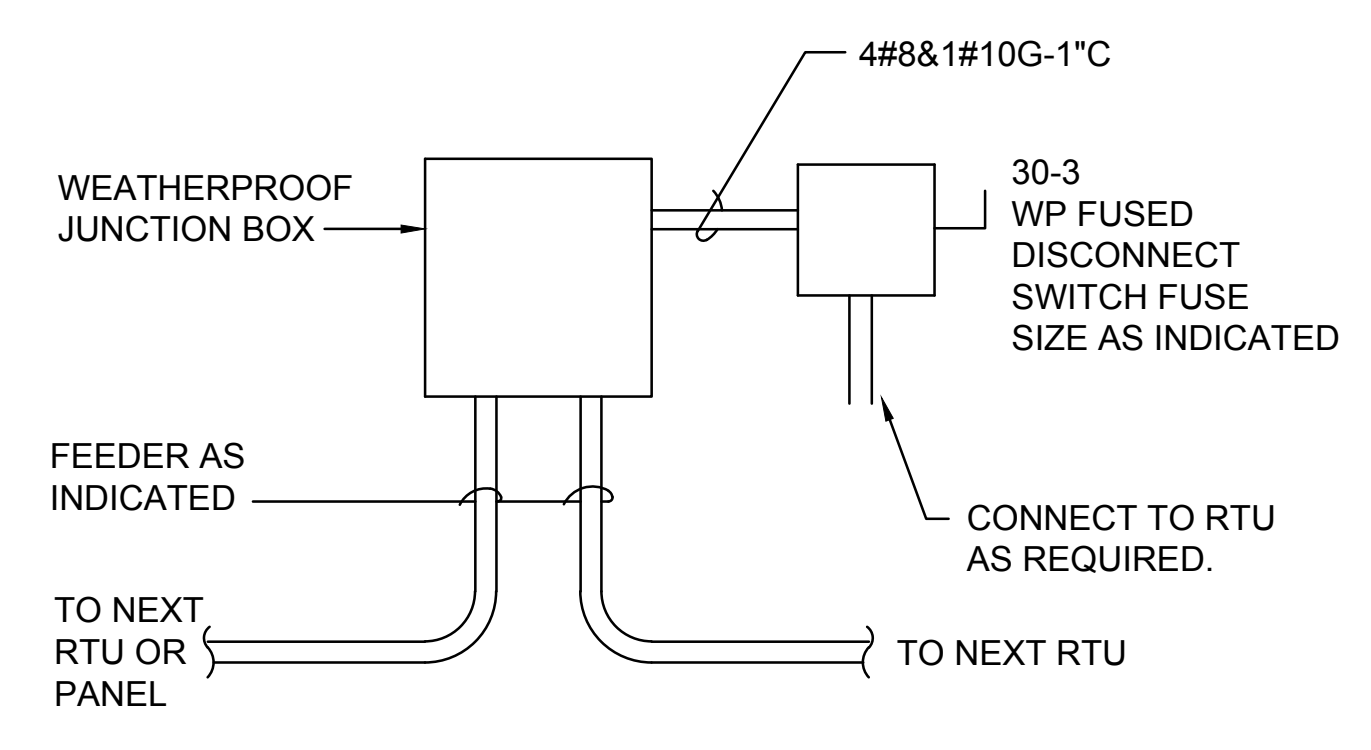 4#8&1#10G-1"C
WEATHERPROOF
JUNCTION BOX
30-3
WP FUSED
DISCONNECT
SWITCH FUSE
SIZE AS INDICATED
FEEDER AS
INDICATED
CONNECT TO RTU
AS REQUIRED.
TO NEXT
RTU OR
PANEL
TO NEXT RTU